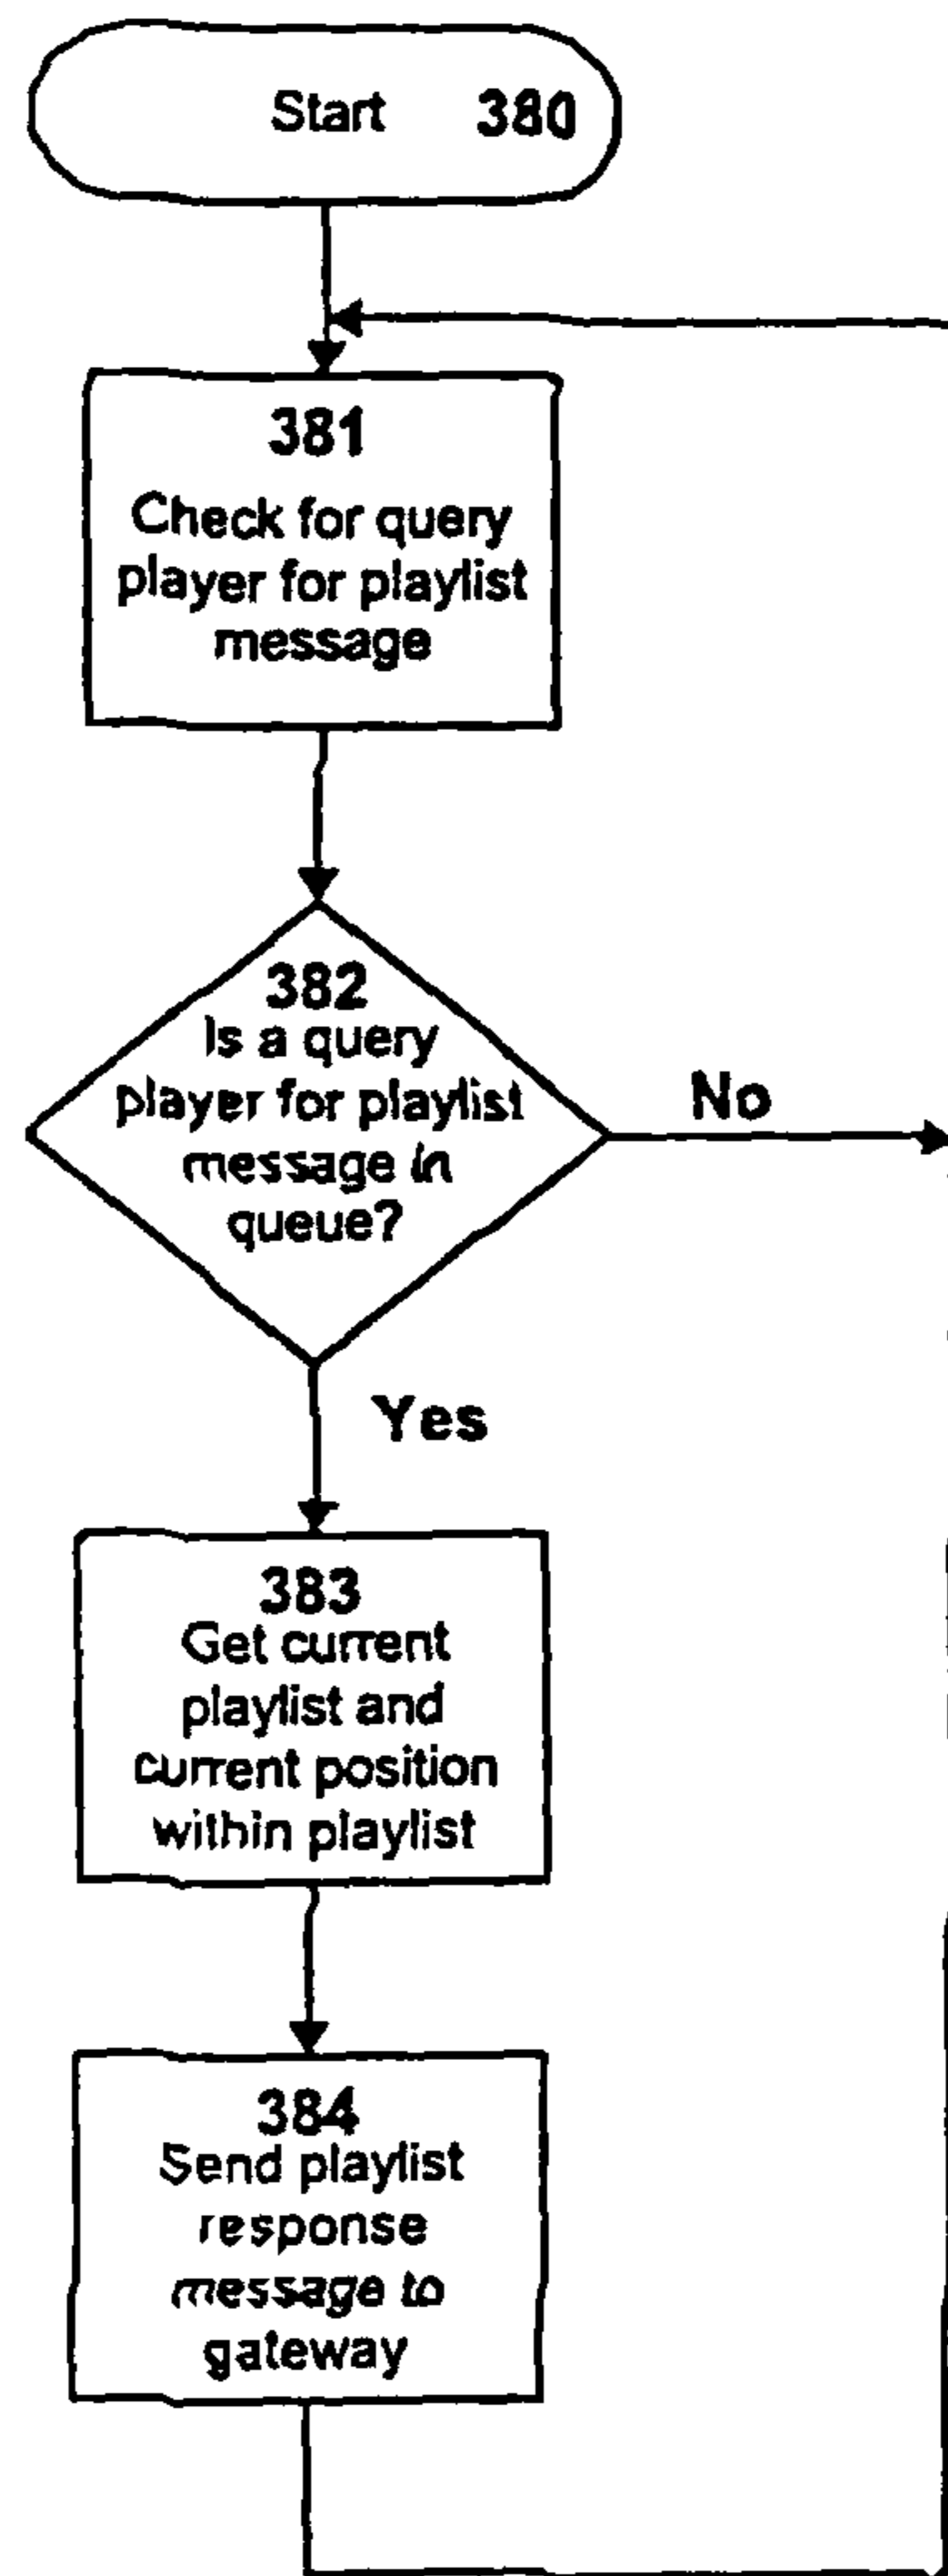 Start 380
381
Check for query
player for playlist
message
382
Is a query
player for playlist
message in
queue?
No
Yes
383
Get current
playlist and
current position
within playlist
384
Send playlist
response
message to
gateway